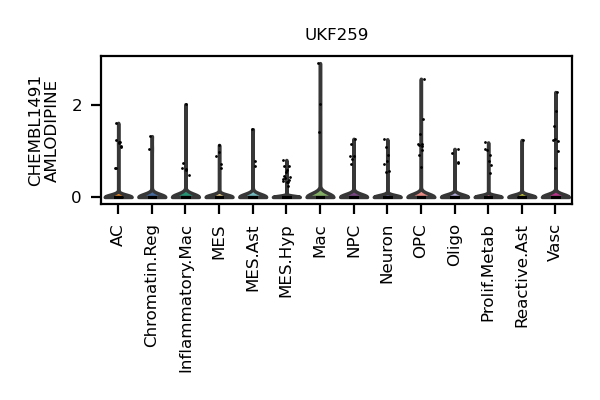 UKF259
CHEMBL1491
AMLODIPINE
2
0
AC
Chromatin.Reg
Inflammatory.Mac
MES
MES.Ast
MES.Hyp
Mac
NPC
Neuron
OPC
Oligo
Prolif.Metab
Reactive.Ast
Vasc